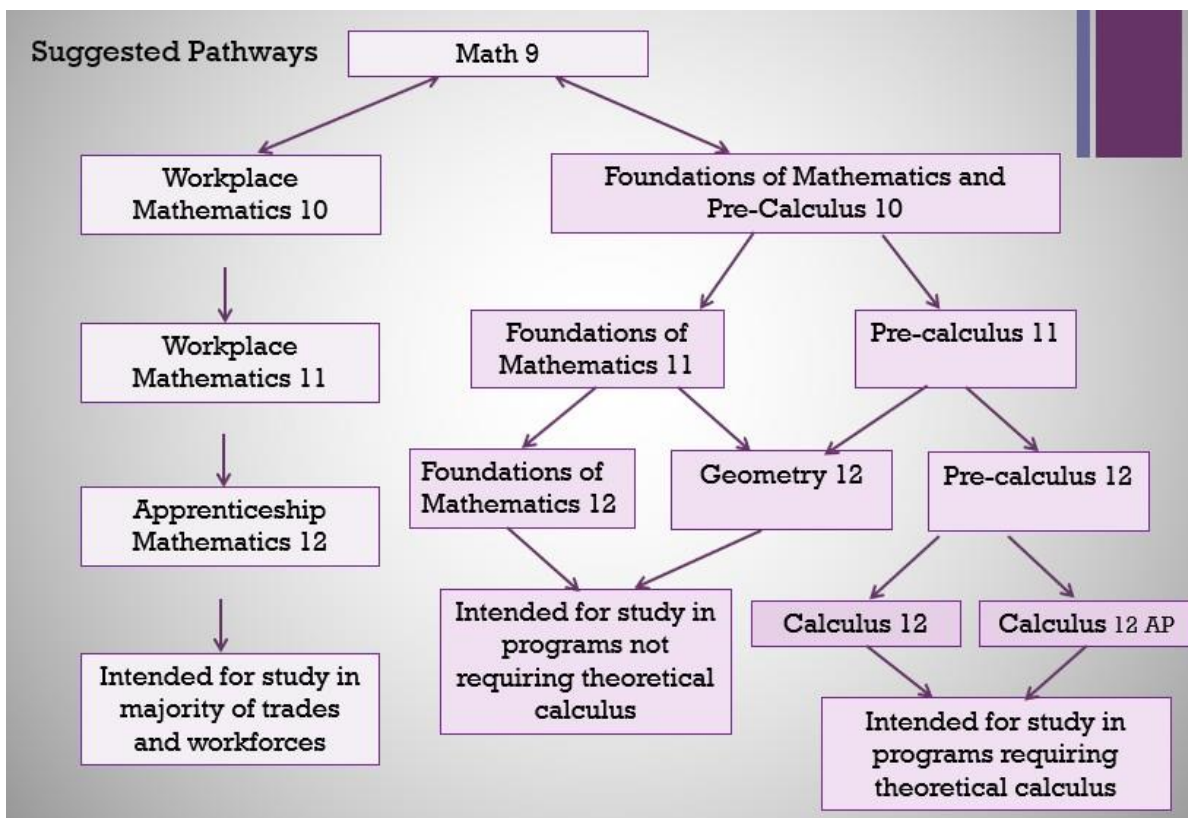 Suggested Pathways
Math 9
Workplace
Mathematics 10
Foundations of Mathematics and
Pre-Calculus 10
Workplace
Mathematics 11
Foundations of
Mathematics 11
Pre-calculus 11
Apprenticeship
Mathematics 12
Foundations of
Mathematics 12
Geometry 12
Pre-calculus 12
Intended for study in
majority of trades
and workforces
Intended for study in
programs not
requiring theoretical
calculus
Calculus 12
Calculus 12 AP
Intended for study in
programs requiring
theoretical calculus